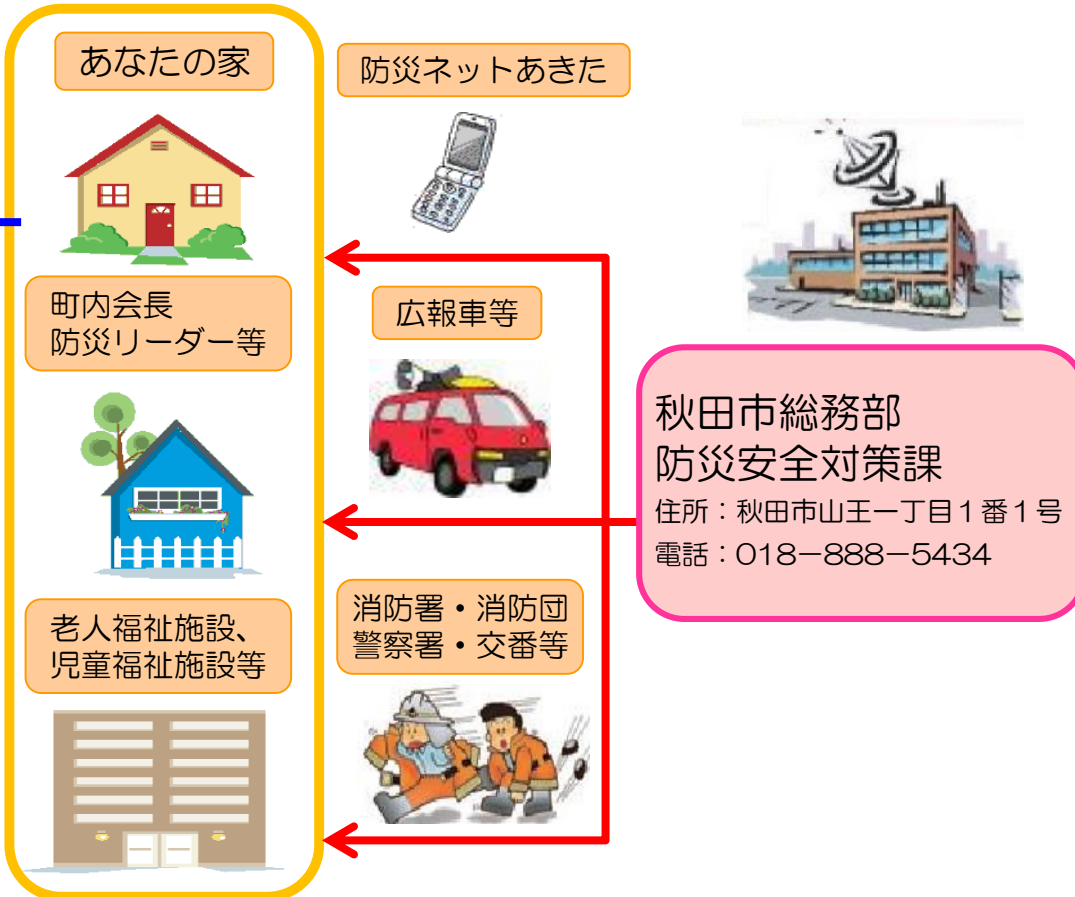 あなたの家
防災ネットあきた
町内会長
防災リーダー等
広報車等
秋田市総務部
防災安全対策課
住所：秋田市山王一丁目１番１号
電話：018－888－5434
老人福祉施設、
児童福祉施設等
消防署・消防団
警察署・交番等